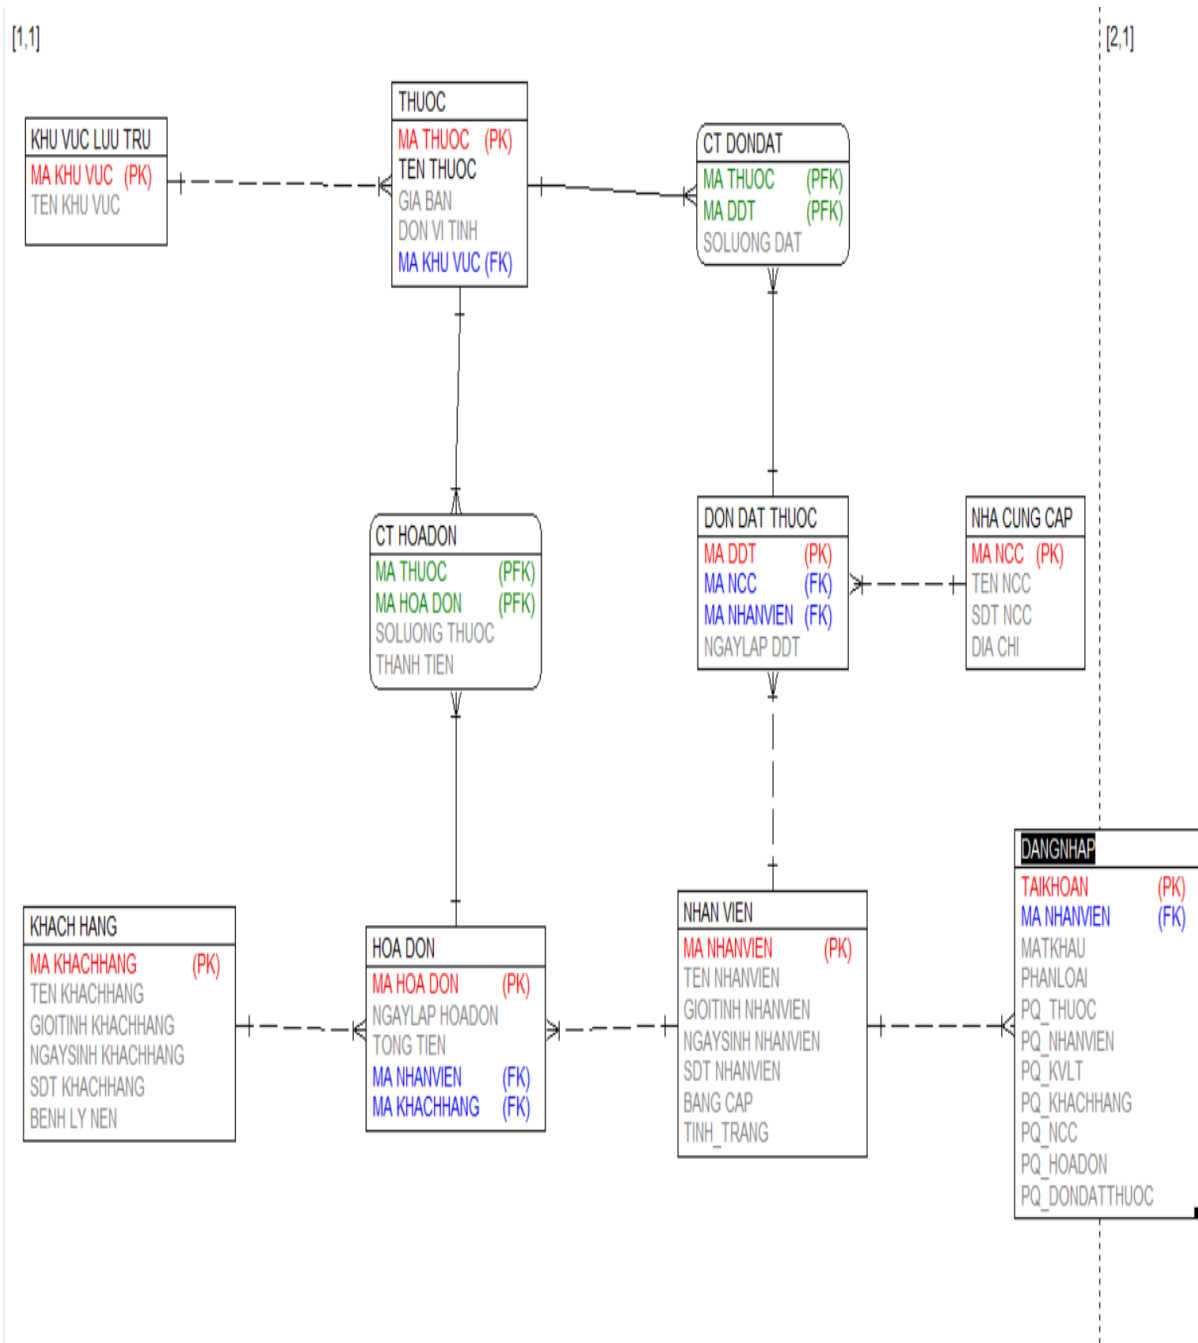 [1,1]
[2,1]
KHU VUC LUU TRU
MA KHU VUC (PK)
TEN KHU VUC
THUOC
MA THUOC (PK)
TEN THUOC
GIA BAN
DON VI TINH
MA KHU VUC (FK)
CT DONDAT
MA THUOC (PFK)
MA DDT (PFK)
SOLUONG DAT
CT HOADON
MA THUOC (PFK)
MA HOA DON (PFK)
SOLUONG THUOC
THANH TIEN
DON DAT THUOC
MA DDT (PK)
MA NCC (FK)
MA NHANVIEN (FK)
NGAYLAP DDT
NHA CUNG CAP
MA NCC (PK)
TEN NCC
SDT NCC
DIA CHI
KHACH HANG
MA KHACHHANG (PK)
TEN KHACHHANG
GIOITINH KHACHHANG
NGAYSINH KHACHHANG
SDT KHACHHANG
BENH LY NEN
HOA DON
MA HOA DON (PK)
NGAYLAP HOADON
TONG TIEN
MA NHANVIEN (FK)
MA KHACHHANG (FK)
NHAN VIEN
MA NHANVIEN (PK)
TEN NHANVIEN
GIOITINH NHANVIEN
NGAYSINH NHANVIEN
SDT NHANVIEN
BANG CAP
TINH_TRANG
DANGNHAP
TAIKHOAN (PK)
MA NHANVIEN (FK)
MATKHAU
PHANLOAI
PQ_THUOC
PQ_NHANVIEN
PQ_KVLT
PQ_KHACHHANG
PQ_NCC
PQ_HOADON
PQ_DONDATTHUOC